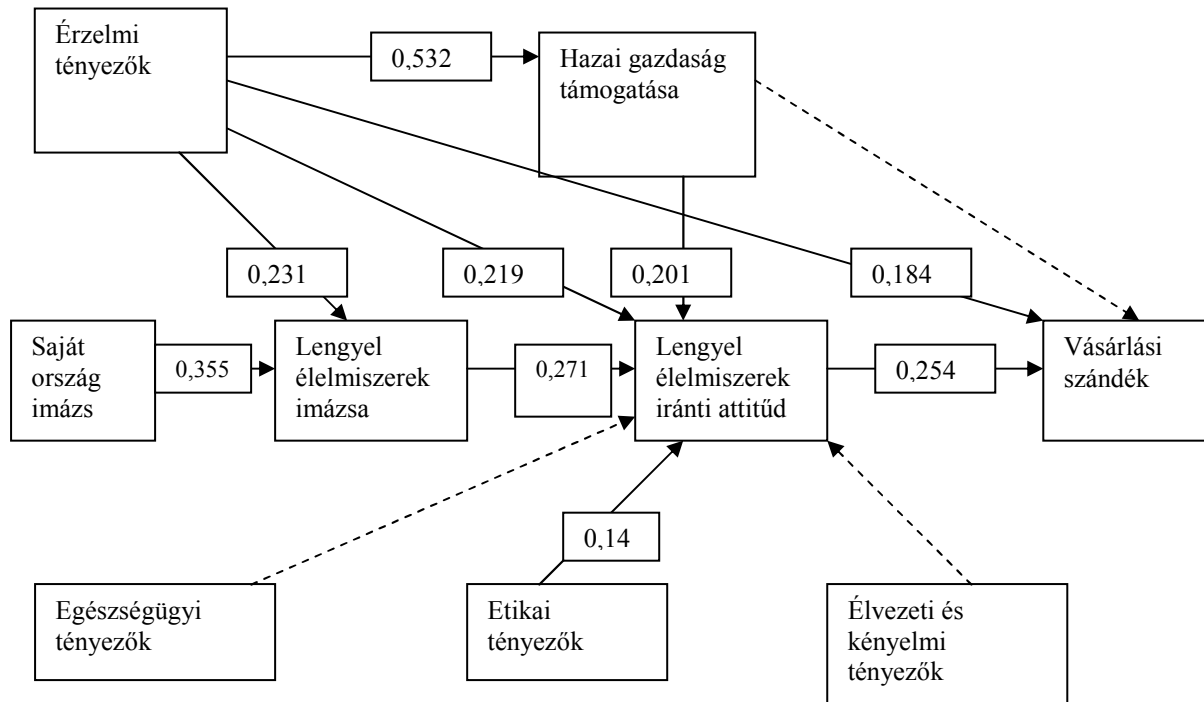 Érzelmi
tényezők
0,532
Hazai gazdaság
támogatása
0,231
0,219
0,201
0,184
Saját
ország
imázs
0,355
Lengyel
élelmiszerek
imázsa
0,271
Lengyel
élelmiszerek
iránti attitűd
0,254
Vásárlási
szándék
0,14
Egészségügyi
tényezők
Etikai
tényezők
Élvezeti és
kényelmi
tényezők